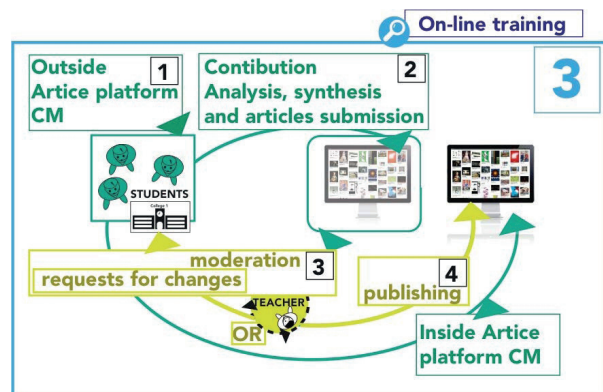 On-line training
3
Outside
Artice platform
CM
1
Contibution
Analysis, synthesis
and articles submission
2
STUDENTS
College 1
moderation
requests for changes
3
publishing
4
TEACHER
OR
Inside Artice
platform CM